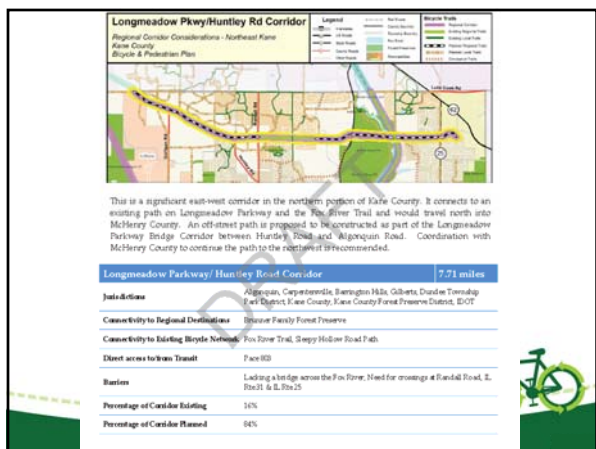 Longmeadow Pkwy/Huntley Rd Corridor
Regional Corridor Considerations - Northeast Kane
Kane County
Bicycle & Pedestrian Plan
Legend
Bicycle Trails
62
25
This is a significant east-west corridor in the northern portion of Kane County. It connects to an
existing path on Longmeadow Parkway and the Fox River Trail and would travel north into
McHenry County. An off-street path is proposed to be constructed as part of the Longmeadow
Parkway Bridge Corridor between Huntley Road and Algonquin Road. Coordination with
McHenry County to continue the path to the northwest is recommended.
DRAFT
Longmeadow Parkway/ Huntley Road Corridor 7.71 miles
Jurisdictions Algonquin, Carpentersville, Barrington Hills, Gilberts, Dundee Township
Park District, Kane County, Kane County Forest Preserve District, IDOT
Connectivity to Regional Destinations Brunner Family Forest Preserve
Connectivity to Existing Bicycle Network Fox River Trail, Sleepy Hollow Road Path
Direct access to/from Transit Pace 803
Barriers Lacking a bridge across the Fox River, Need for crossings at Randall Road, IL
Rte 31 & IL Rte 25
Percentage of Corridor Existing 16%
Percentage of Corridor Planned 84%